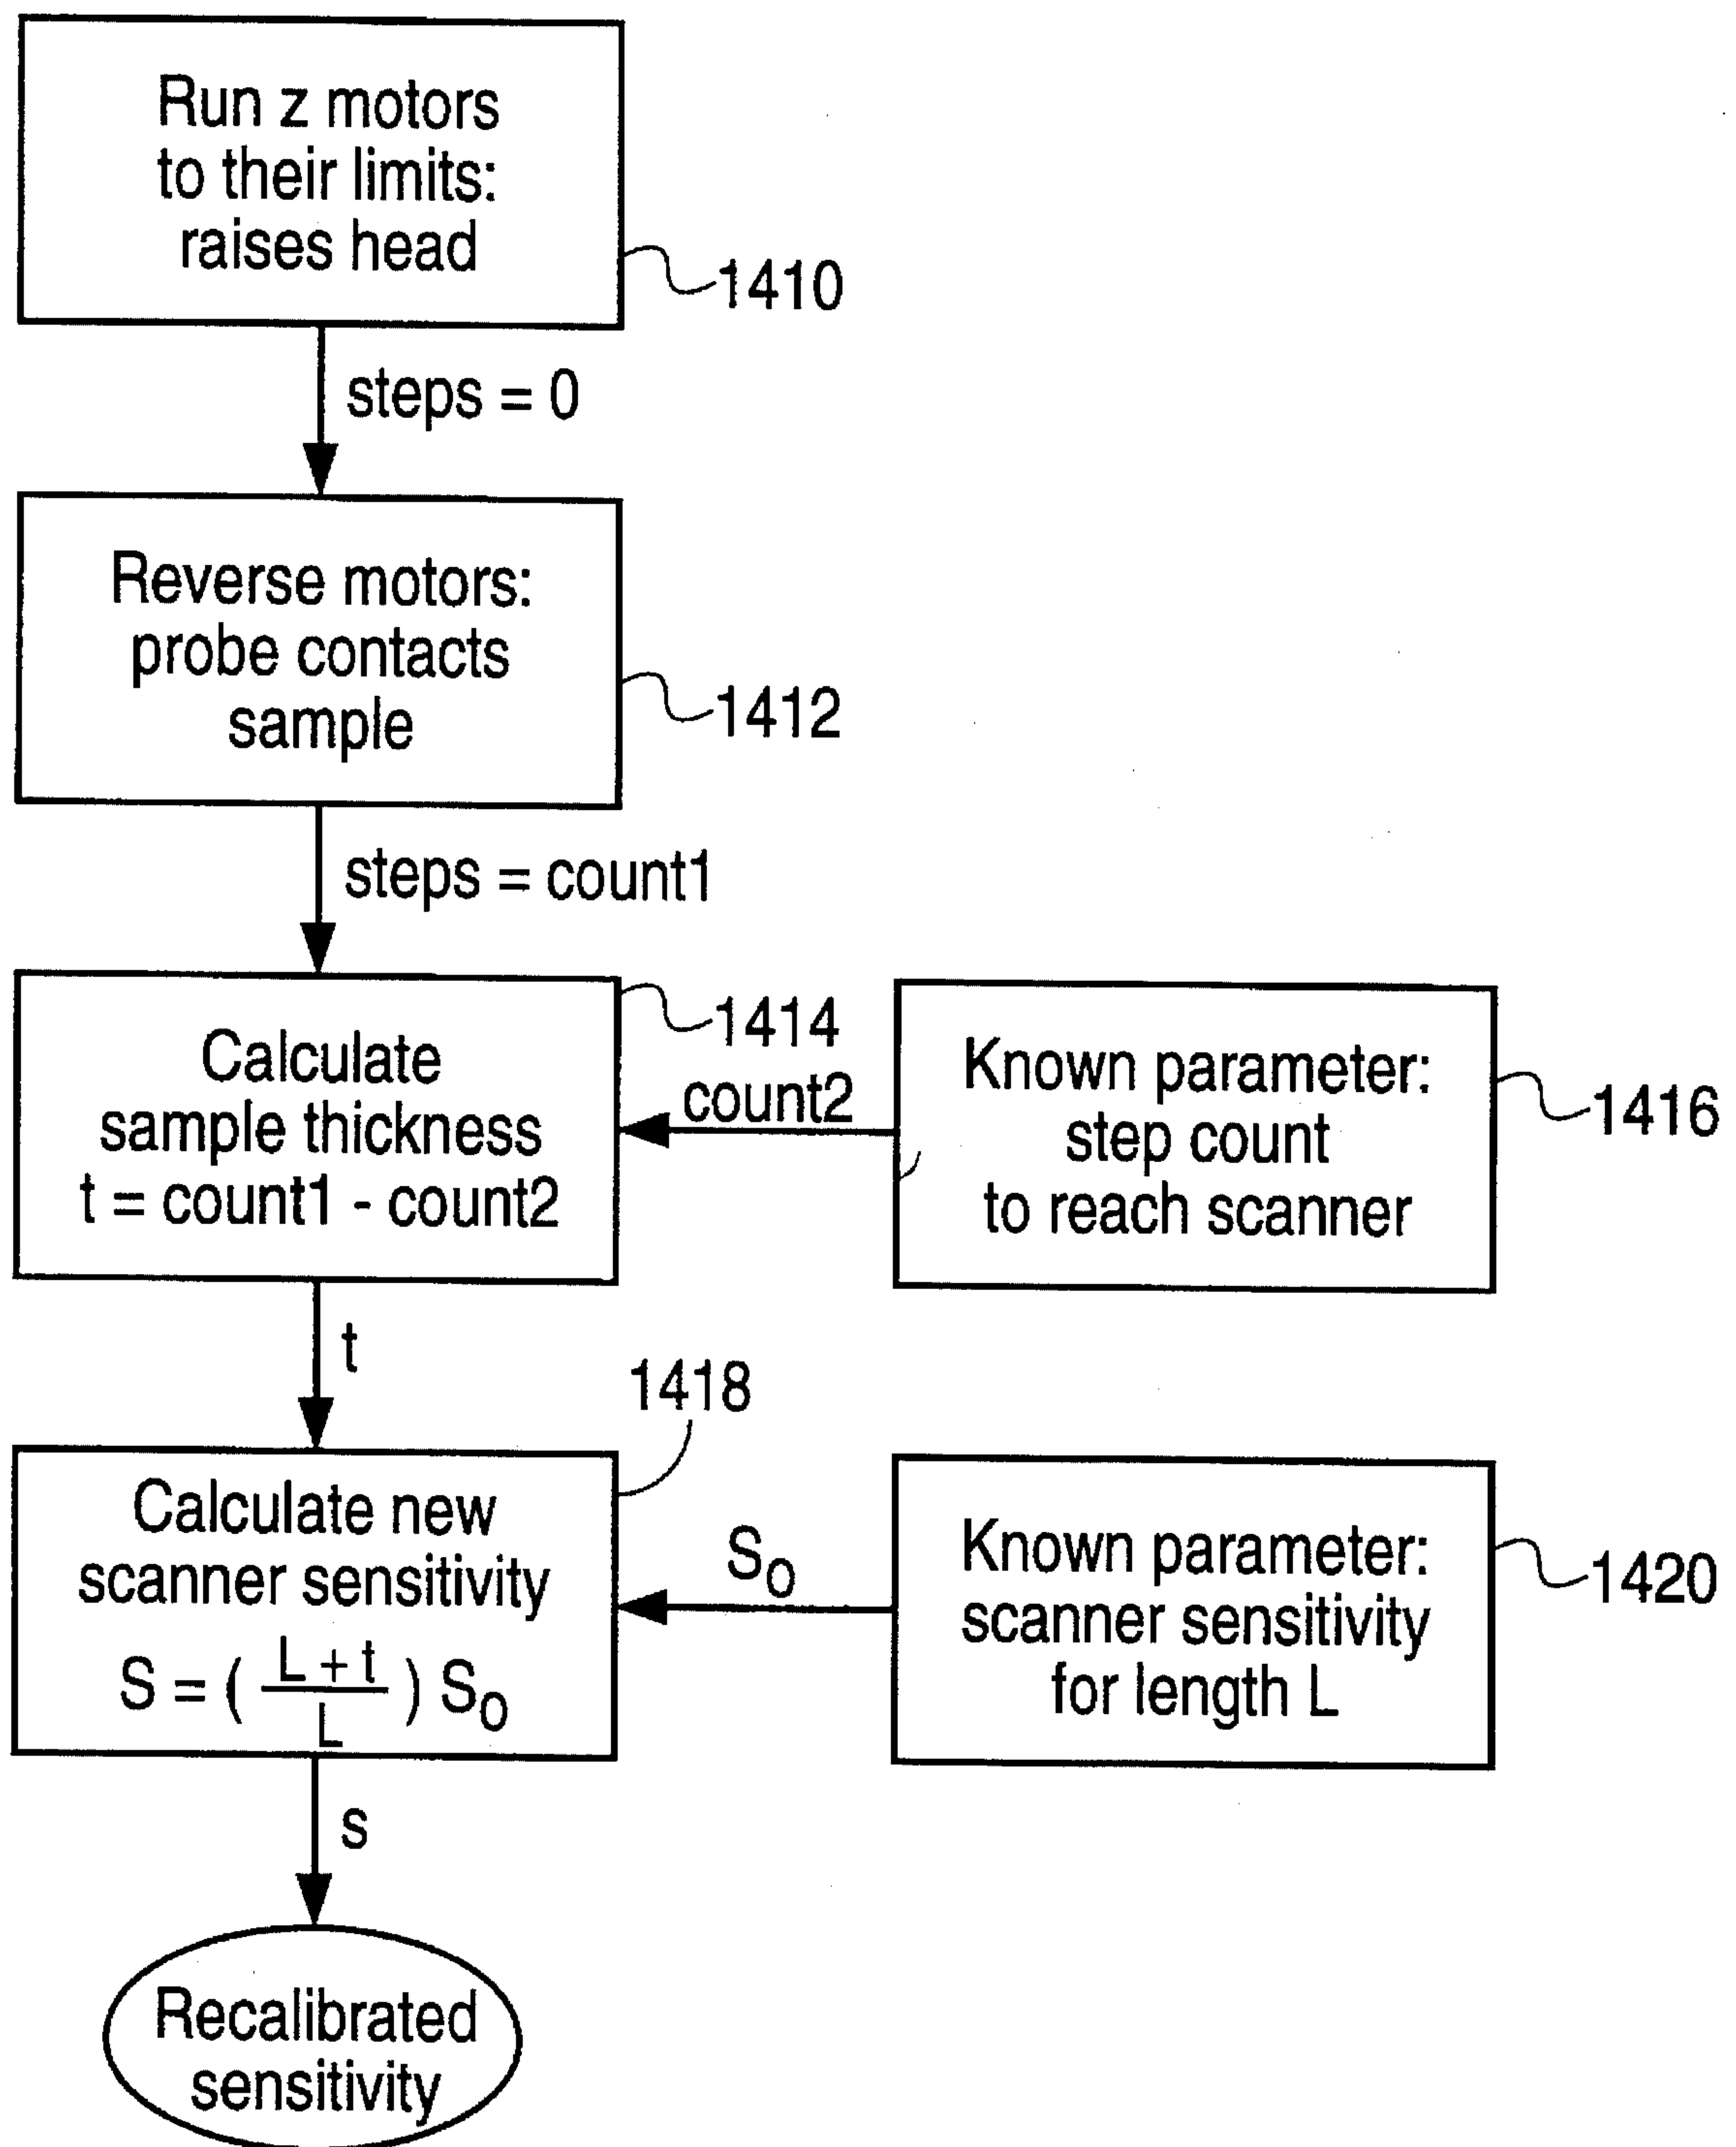 Run z motors
to their limits:
raises head
1410
steps = 0
Reverse motors:
probe contacts
sample
1412
steps = count1
Calculate
sample thickness
t = count1 - count2
1414
count2
Known parameter:
step count
to reach scanner
1416
t
1418
Calculate new
scanner sensitivity
S = ( L + t / L ) S₀
S₀
Known parameter:
scanner sensitivity
for length L
1420
s
Recalibrated
sensitivity